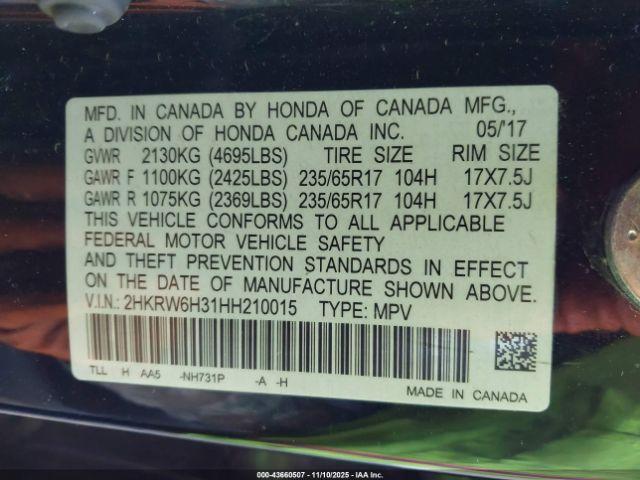 MFD. IN CANADA BY HONDA OF CANADA MFG.,
A DIVISION OF HONDA CANADA INC. 05/'17
GVWR 2130KG (4695LBS) TIRE SIZE RIM SIZE
GAWR F 1100KG (2425LBS) 235/65R17 104H 17X7.5J
GAWR R 1075KG (2369LBS) 235/65R17 104H 17X7.5J
THIS VEHICLE CONFORMS TO ALL APPLICABLE
FEDERAL MOTOR VEHICLE SAFETY
AND THEFT PREVENTION STANDARDS IN EFFECT
ON THE DATE OF MANUFACTURE SHOWN ABOVE.
V.I.N.: 2HKRW6H31HH210015 TYPE: MPV
TLL H AA5 -NH731P -A -H
MADE IN CANADA
000-43660507 - 11/10/2025 - IAA Inc.